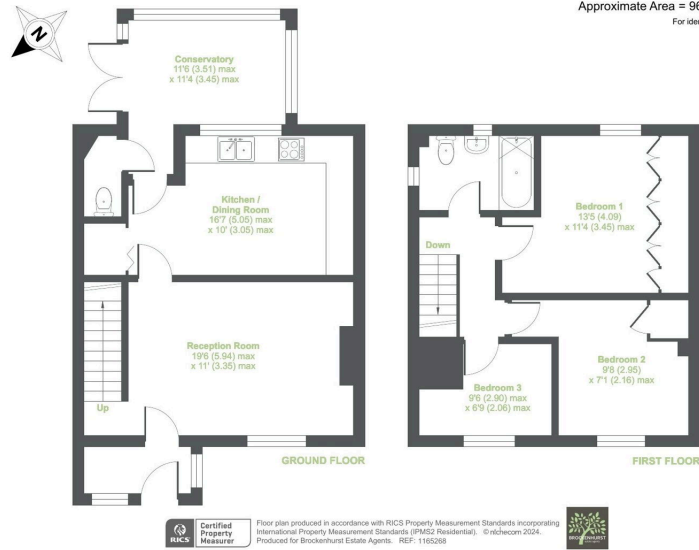 Approximate Area = 96
For iden
N
Conservatory
11'6 (3.51) max
x 11'4 (3.45) max
Kitchen /
Dining Room
16'7 (5.05) max
x 10' (3.05) max
Reception Room
19'6 (5.94) max
x 11' (3.35) max
Up
GROUND FLOOR
Bedroom 1
13'5 (4.09)
x 11'4 (3.45) max
Down
Bedroom 2
9'8 (2.95)
x 7'1 (2.16) max
Bedroom 3
9'6 (2.90) max
x 6'9 (2.06) max
FIRST FLOOR
RICS
Certified
Property
Measurer
Floor plan produced in accordance with RICS Property Measurement Standards incorporating
International Property Measurement Standards (IPMS2 Residential). © nichecom 2024.
Produced for Brockenhurst Estate Agents. REF: 1165268
BROCKENHURST